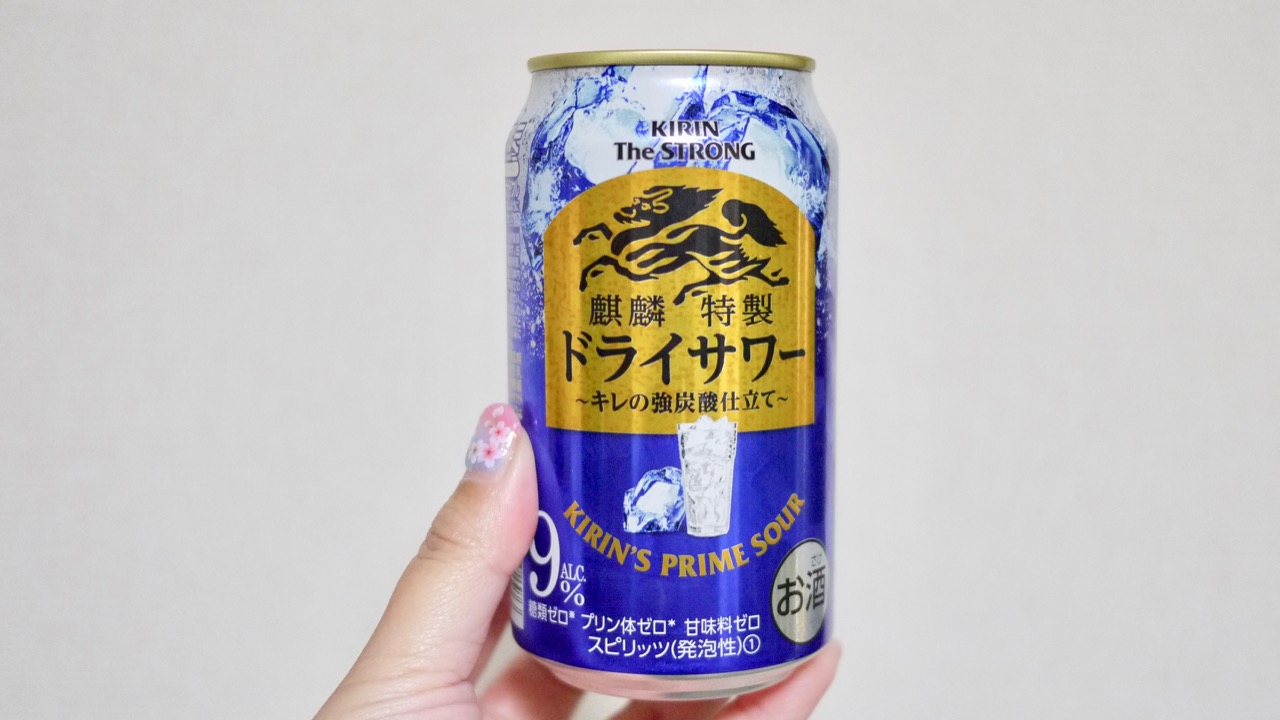 KIRIN
The STRONG
麒麟 特製
ドライサワー
~キレの強炭酸仕立て~
KIRIN'S PRIME SOUR
9
ALC.
%
さけ
お酒
糖類ゼロ* プリン体ゼロ* 甘味料ゼロ
スピリッツ(発泡性)①